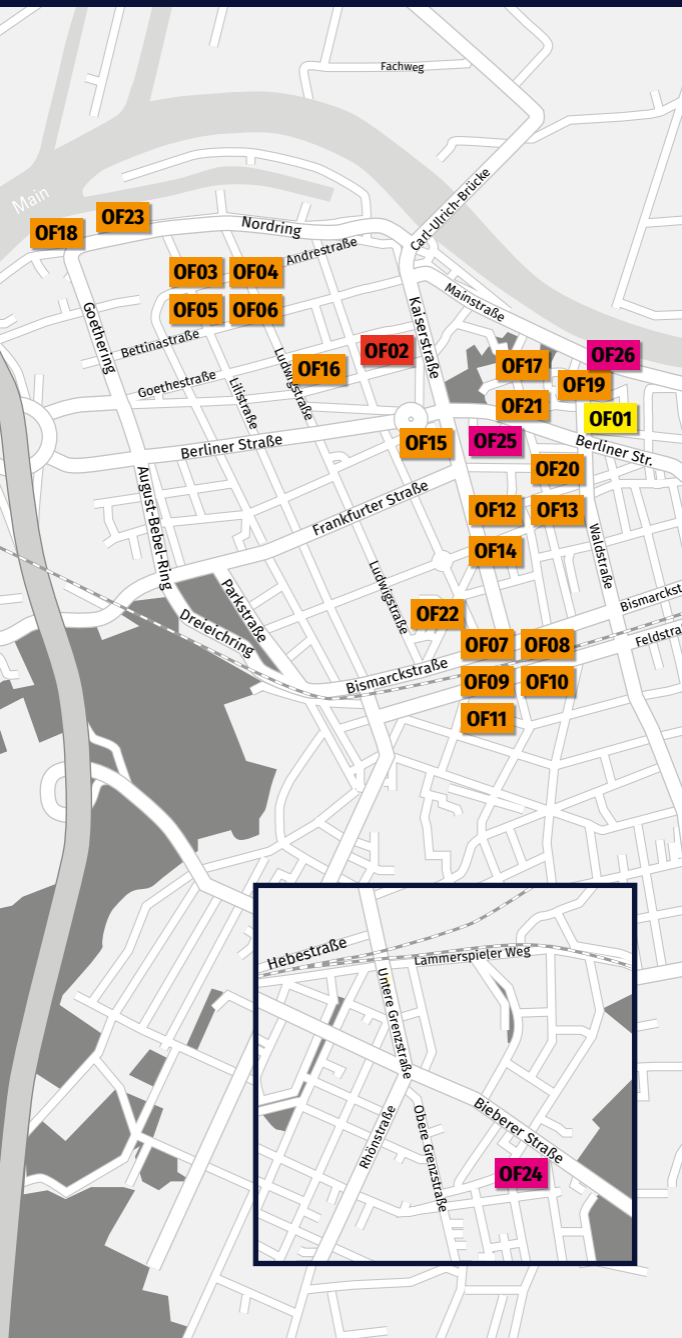 Fachweg
Main
Carl-Ulrich-Brücke
OF23
OF18
Nordring
Andrestraße
OF03
OF04
Mainstraße
OF05
OF06
Kaiserstraße
Goethering
Bettinastraße
OF02
OF26
OF17
OF16
Ludwigstraße
Goethestraße
Lilistraße
OF19
OF21
OF01
Berliner Straße
OF15
OF25
Berliner Str.
OF20
August-Bebel-Ring
Frankfurter Straße
OF12
OF13
OF14
Waldstraße
Ludwigstraße
Parkstraße
Dreieichring
OF22
Bismarckst
Feldstra
OF07
OF08
Bismarckstraße
OF09
OF10
OF11
Hebestraße
Lammerspieler Weg
Untere Grenzstraße
Bieberer Straße
Rhönstraße
Obere Grenzstraße
OF24